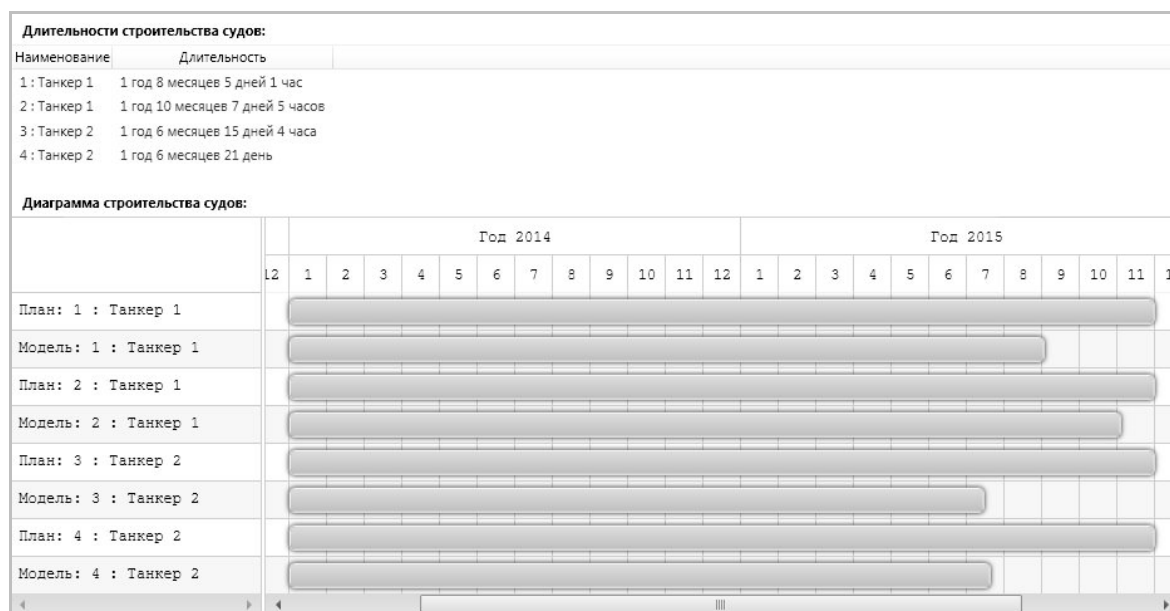 Длительности строительства судов:
Наименование Длительность
1 : Танкер 1 1 год 8 месяцев 5 дней 1 час
2 : Танкер 1 1 год 10 месяцев 7 дней 5 часов
3 : Танкер 2 1 год 6 месяцев 15 дней 4 часа
4 : Танкер 2 1 год 6 месяцев 21 день
Диаграмма строительства судов:
Год 2014 Год 2015
12 1 2 3 4 5 6 7 8 9 10 11 12 1 2 3 4 5 6 7 8 9 10 11 1
План: 1 : Танкер 1
Модель: 1 : Танкер 1
План: 2 : Танкер 1
Модель: 2 : Танкер 1
План: 3 : Танкер 2
Модель: 3 : Танкер 2
План: 4 : Танкер 2
Модель: 4 : Танкер 2